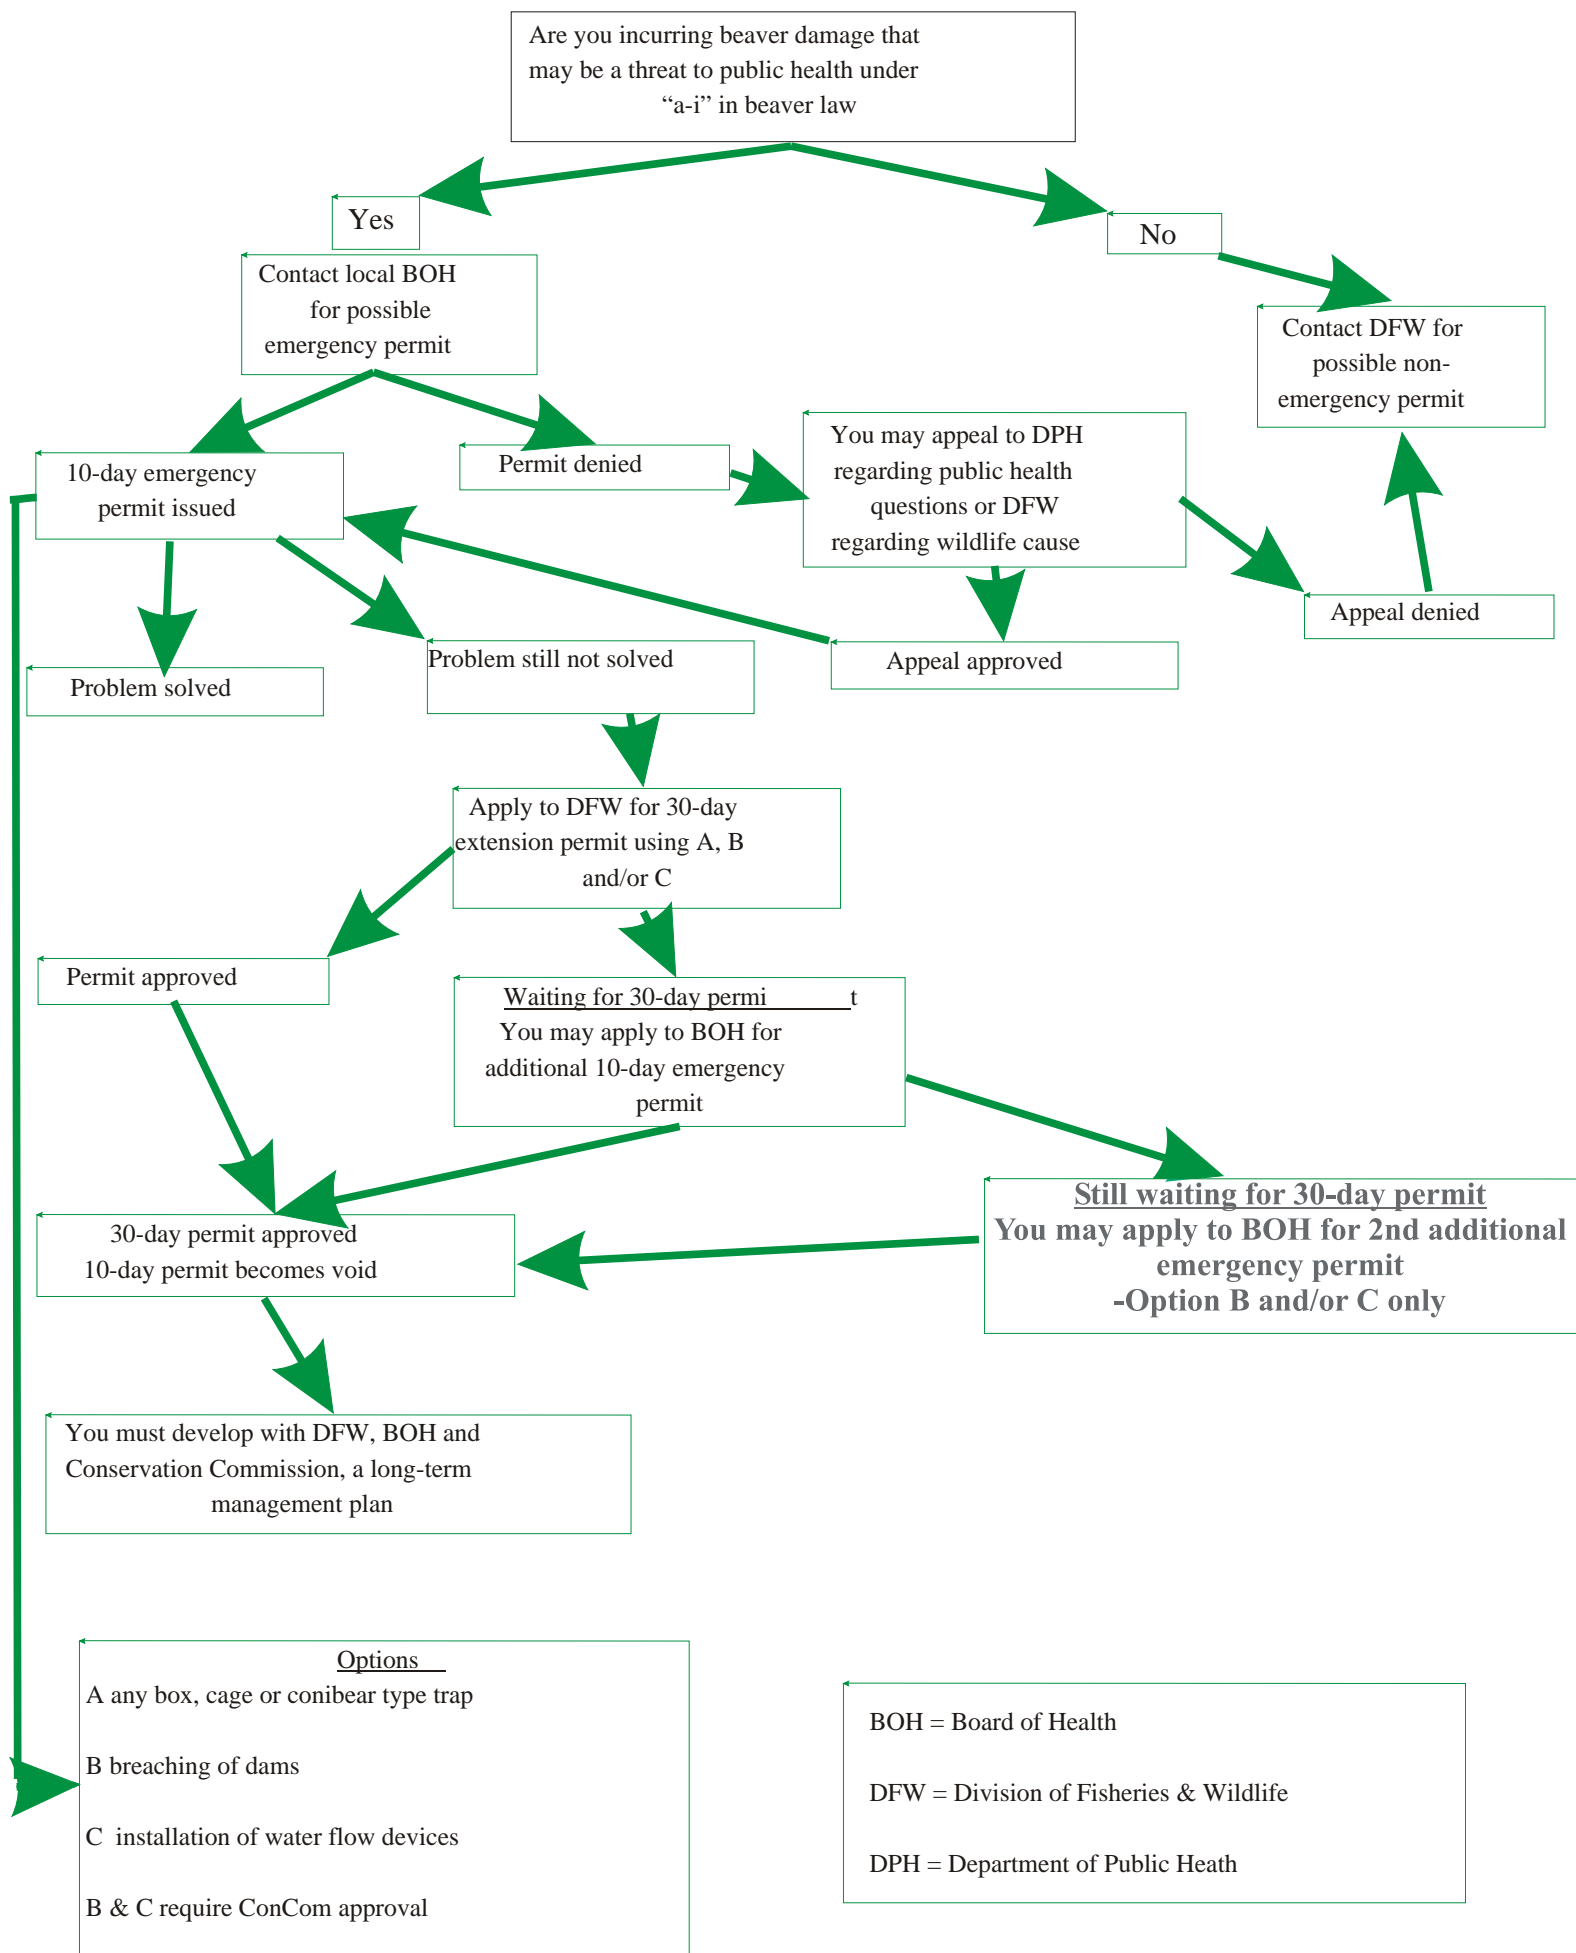 Are you incurring beaver damage that
may be a threat to public health under
“a-i” in beaver law
Yes
No
Contact local BOH
for possible
emergency permit
Contact DFW for
possible non-
emergency permit
10-day emergency
permit issued
Permit denied
You may appeal to DPH
regarding public health
questions or DFW
regarding wildlife cause
Appeal denied
Problem solved
Problem still not solved
Appeal approved
Apply to DFW for 30-day
extension permit using A, B
and/or C
Permit approved
Waiting for 30-day permi t
You may apply to BOH for
additional 10-day emergency
permit
Still waiting for 30-day permit
You may apply to BOH for 2nd additional
emergency permit
-Option B and/or C only
30-day permit approved
10-day permit becomes void
You must develop with DFW, BOH and
Conservation Commission, a long-term
management plan
Options
A any box, cage or conibear type trap
B breaching of dams
C installation of water flow devices
B & C require ConCom approval
BOH = Board of Health
DFW = Division of Fisheries & Wildlife
DPH = Department of Public Heath